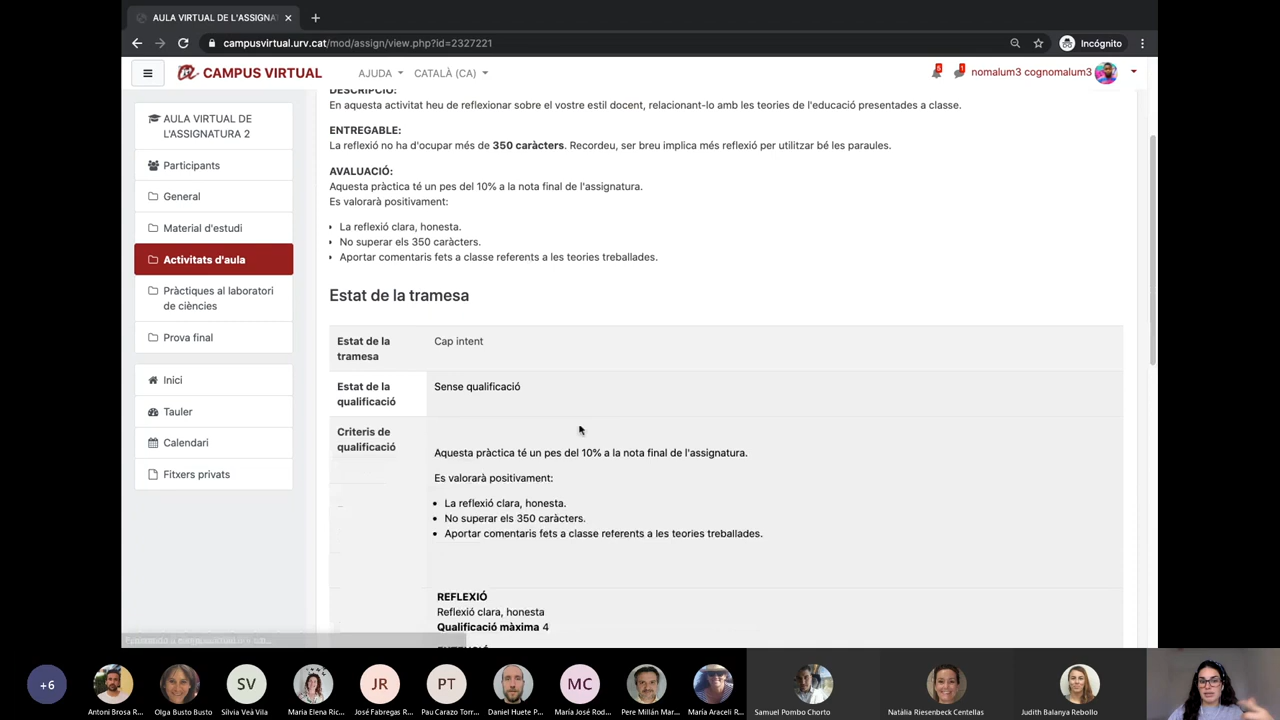 AULA VIRTUAL DE L'ASSIGNA
campusvirtual.urv.cat/mod/assign/view.php?id=2327221
Incógnito
CAMPUS VIRTUAL
AJUDA
CATALÀ (CA)
6
1
nomalum3 cognomalum3
AULA VIRTUAL DE
L'ASSIGNATURA 2
Participants
General
Material d'estudi
Activitats d'aula
Pràctiques al laboratori
de ciències
Prova final
Inici
Tauler
Calendari
Fitxers privats
DESCRIPCIÓ:
En aquesta activitat heu de reflexionar sobre el vostre estil docent, relacionant-lo amb les teories de l'educació presentades a classe.
ENTREGABLE:
La reflexió no ha d'ocupar més de 350 caràcters. Recordeu, ser breu implica més reflexió per utilitzar bé les paraules.
AVALUACIÓ:
Aquesta pràctica té un pes del 10% a la nota final de l'assignatura.
Es valorarà positivament:
La reflexió clara, honesta.
No superar els 350 caràcters.
Aportar comentaris fets a classe referents a les teories treballades.
Estat de la tramesa
Estat de la
tramesa
Cap intent
Estat de la
qualificació
Sense qualificació
Criteris de
qualificació
Aquesta pràctica té un pes del 10% a la nota final de l'assignatura.
Es valorarà positivament:
La reflexió clara, honesta.
No superar els 350 caràcters.
Aportar comentaris fets a classe referents a les teories treballades.
REFLEXIÓ
Reflexió clara, honesta
Qualificació màxima 4
+6
SV
JR
PT
MC
Antoni Brosa R...
Olga Busto Busto
Sílvia Veà Vila
Maria Elena Ric...
José Fabregas R...
Pau Carazo Torr...
Daniel Huete P...
María José Rod...
Pere Millán Mar...
María Araceli R...
Samuel Pombo Chorto
Natàlia Riesenbeck Centellas
Judith Balanya Rebollo